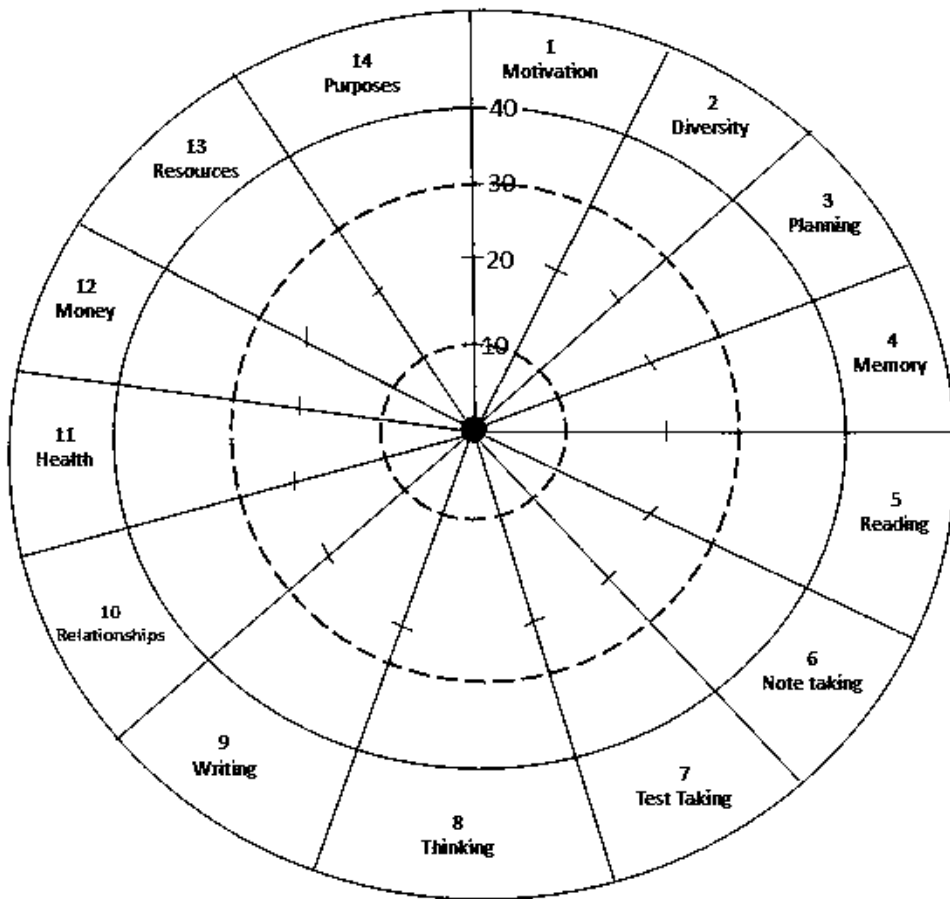 1
Motivation
2
Diversity
3
Planning
4
Memory
5
Reading
6
Note taking
7
Test Taking
8
Thinking
9
Writing
10
Relationships
11
Health
12
Money
13
Resources
14
Purposes
40
30
20
10